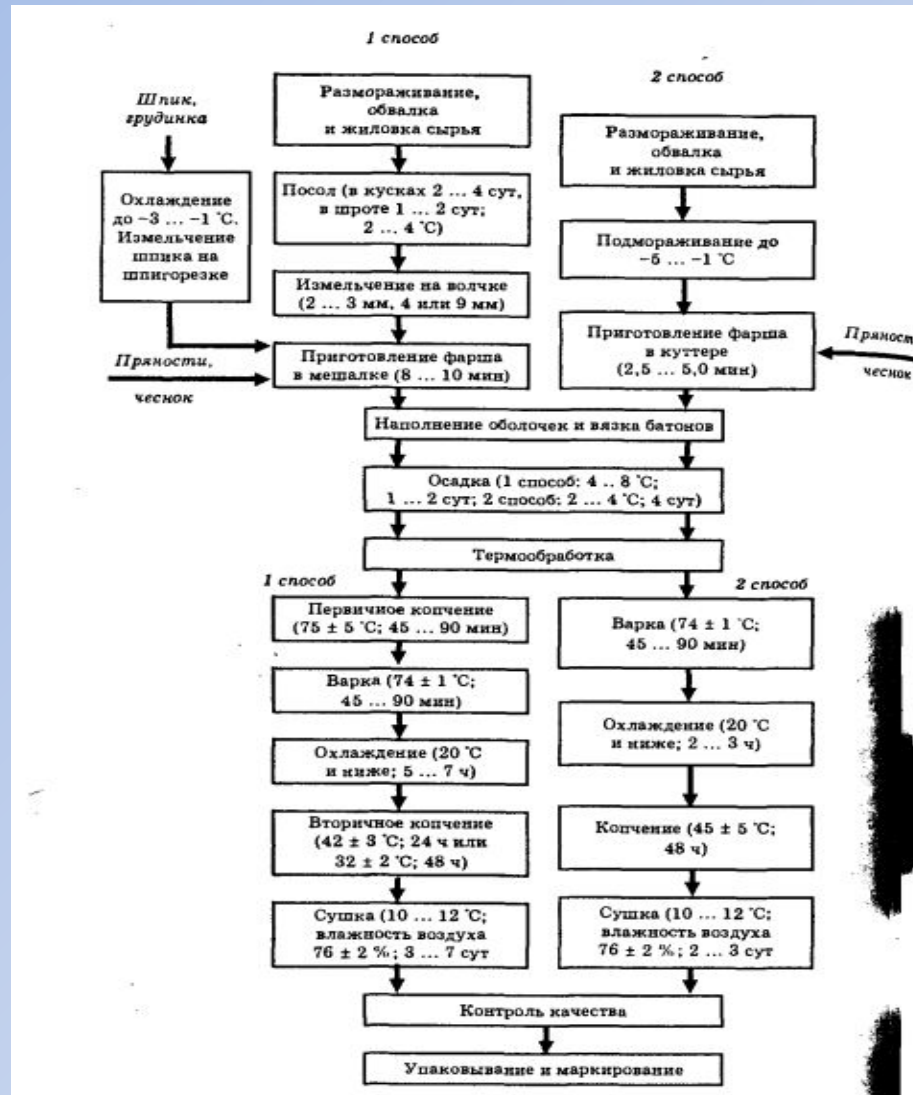 1 способ
2 способ
Шпик,
грудинка
Размораживание,
обвалка
и жиловка сырья
Размораживание,
обвалка
и жиловка сырья
Охлаждение
до −3 ... −1 °С.
Измельчение
шпика на
шпигорезке
Посол (в кусках 2 ... 4 сут,
в шроте 1 ... 2 сут;
2 ... 4 °С)
Подмораживание до
−5 ... −1 °С
Измельчение на волчке
(2 ... 3 мм, 4 или 9 мм)
Приготовление фарша
в куттере
(2,5 ... 5,0 мин)
Пряност
чеснок
Пряности,
чеснок
Приготовление фарша
в мешалке (8 ... 10 мин)
Наполнение оболочек и вязка батонов
Осадка (1 способ: 4 .. 8 °С;
1 ... 2 сут; 2 способ: 2 ... 4 °С; 4 сут)
Термообработка
1 способ
2 способ
Первичное копчение
(75 ± 5 °С; 45 ... 90 мин)
Варка (74 ± 1 °С;
45 ... 90 мин)
Охлаждение (20 °С
и ниже; 5 ... 7 ч)
Вторичное копчение
(42 ± 3 °С; 24 ч или
32 ± 2 °С; 48 ч)
Сушка (10 ... 12 °С;
влажность воздуха
76 ± 2 %; 3 ... 7 сут
Варка (74 ± 1 °С;
45 ... 90 мин)
Охлаждение (20 °С
и ниже; 2 ... 3 ч)
Копчение (45 ± 5 °С;
48 ч)
Сушка (10 ... 12 °С;
влажность воздуха
76 ± 2 %; 2 ... 3 сут
Контроль качества
Упаковывание и маркирование